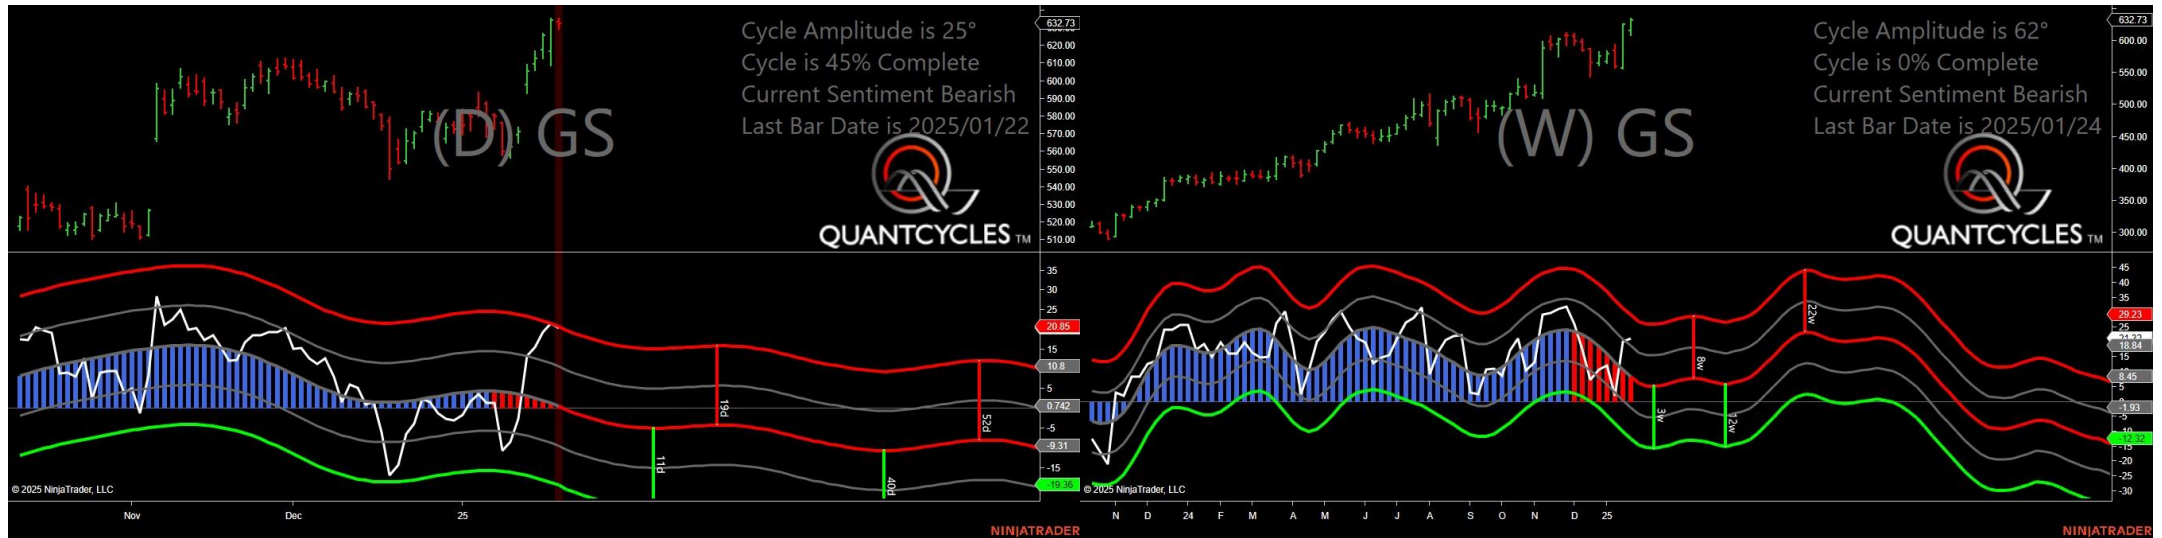 Cycle Amplitude is 25°
Cycle is 45% Complete
Current Sentiment Bearish
Last Bar Date is 2025/01/22
(D) GS
QUANTCYCLES TM
632.73
620.00
610.00
600.00
590.00
580.00
570.00
560.00
550.00
540.00
530.00
520.00
510.00
35
30
25
20.85
15
10.8
5
0.742
-5
-9.31
-15
-19.36
11d
19d
40d
52d
© 2025 NinjaTrader, LLC
Nov
Dec
25
NINJATRADER
Cycle Amplitude is 62°
Cycle is 0% Complete
Current Sentiment Bearish
Last Bar Date is 2025/01/24
(W) GS
QUANTCYCLES TM
632.73
600.00
550.00
500.00
450.00
400.00
350.00
300.00
45
40
35
29.23
25
18.84
15
8.45
5
-1.93
-5
-12.32
-15
-20
-25
-30
3w
8w
12w
22w
© 2025 NinjaTrader, LLC
N D 24 F M A M J J A S O N D 25
NINJATRADER